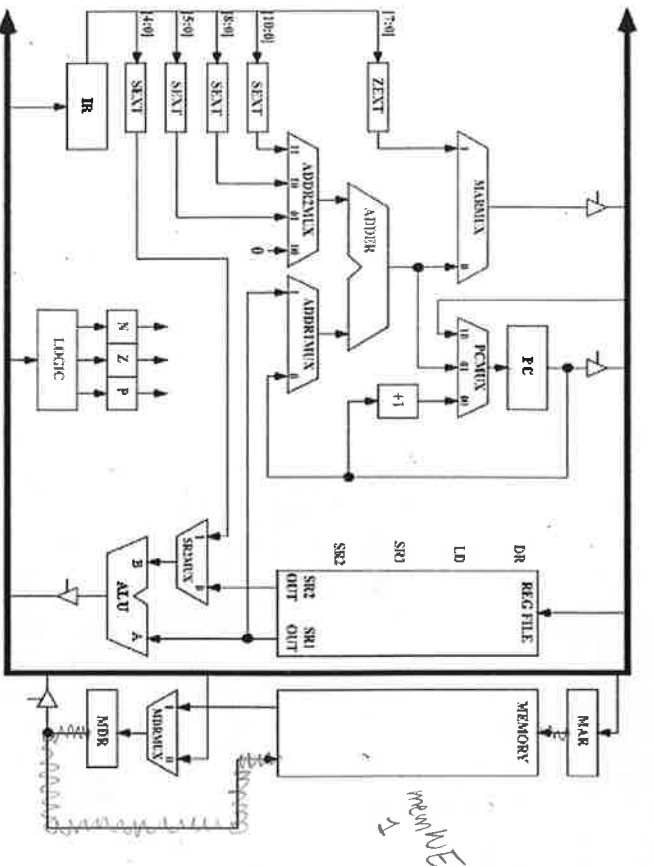 MARMUX
1
0
PC
PCMUX
10
01
00
+1
REG FILE
DR
LD
SR1
SR2
SR2
OUT
SR1
OUT
MAR
MEMORY
memWE
1
[7:0]
ZEXT
ADDER
ADDR2MUX
11
10
01
00
0
ADDR1MUX
1
0
[10:0]
SEXT
[8:0]
SEXT
[5:0]
SEXT
[4:0]
SEXT
SR2MUX
1
0
B
ALU
A
MDRMUX
1
0
MDR
IR
N
Z
P
LOGIC